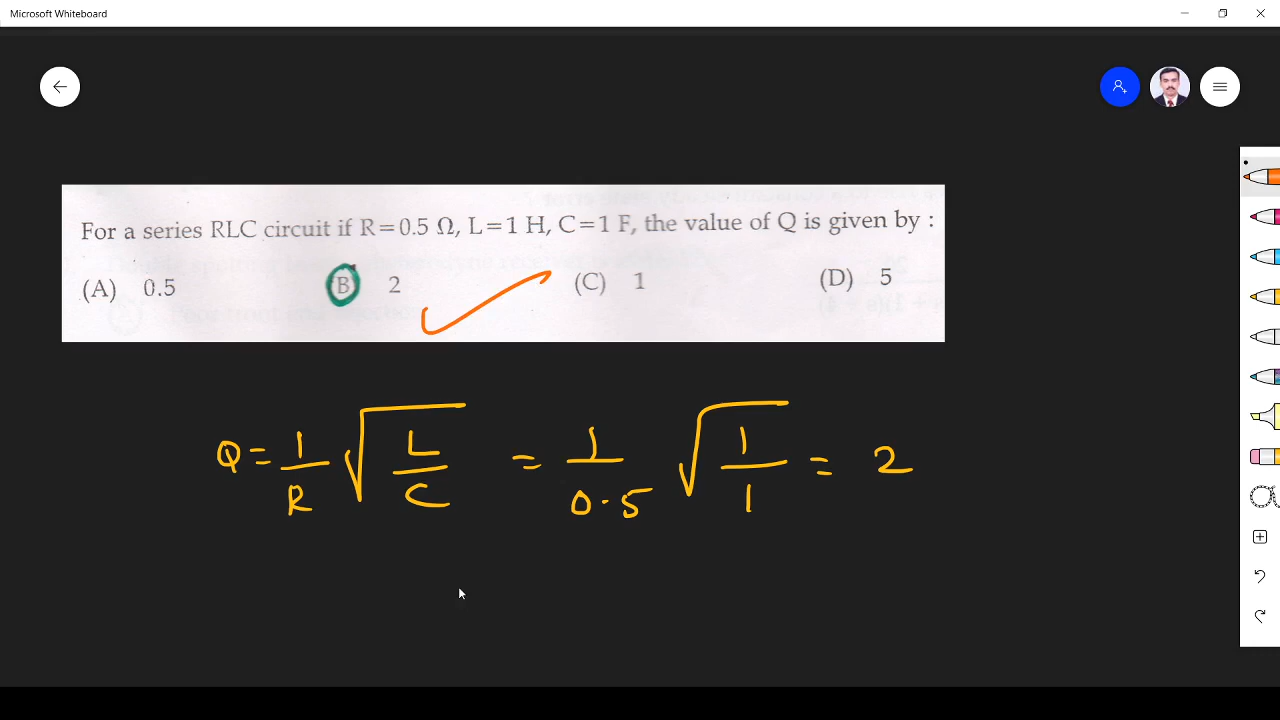 Microsoft Whiteboard
For a series RLC circuit if R=0.5 Ω, L=1 H, C=1 F, the value of Q is given by :
(A) 0.5 (B) 2 (C) 1 (D) 5
Q = 1/R √(L/C) = 1/0.5 √(1/1) = 2